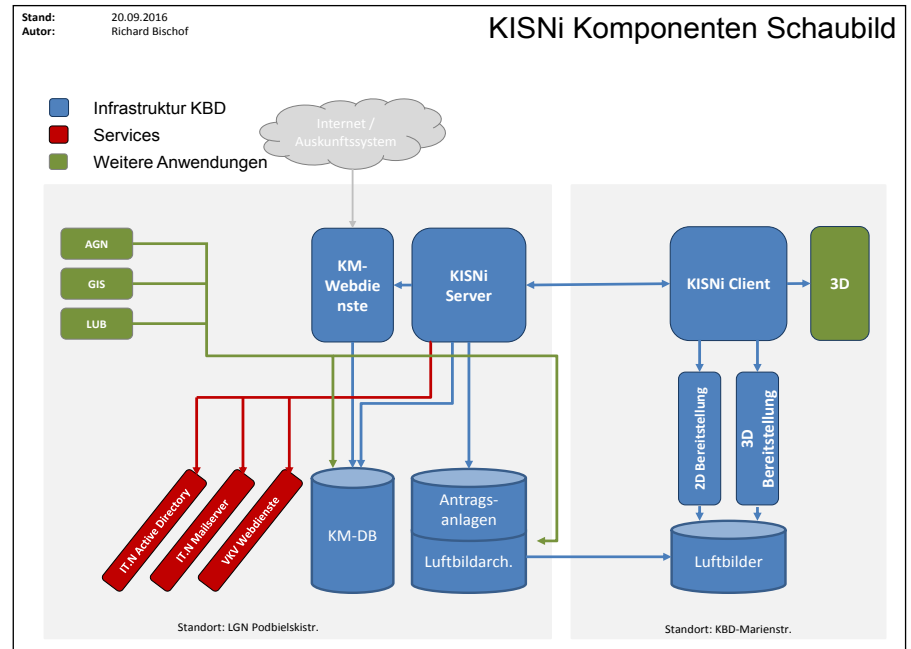 Stand: 20.09.2016
Autor: Richard Bischof
KISNi Komponenten Schaubild
Infrastruktur KBD
Services
Weitere Anwendungen
Internet /
Auskunftssystem
AGN
GIS
LUB
KM-
Webdie
nste
KISNi
Server
KISNi Client
3D
2D Bereitstellung
3D
Bereitstellung
IT.N Active Directory
IT.N Mailserver
VKV Webdienste
KM-DB
Antrags-
anlagen
Luftbildarch.
Luftbilder
Standort: LGN Podbielskistr.
Standort: KBD-Marienstr.